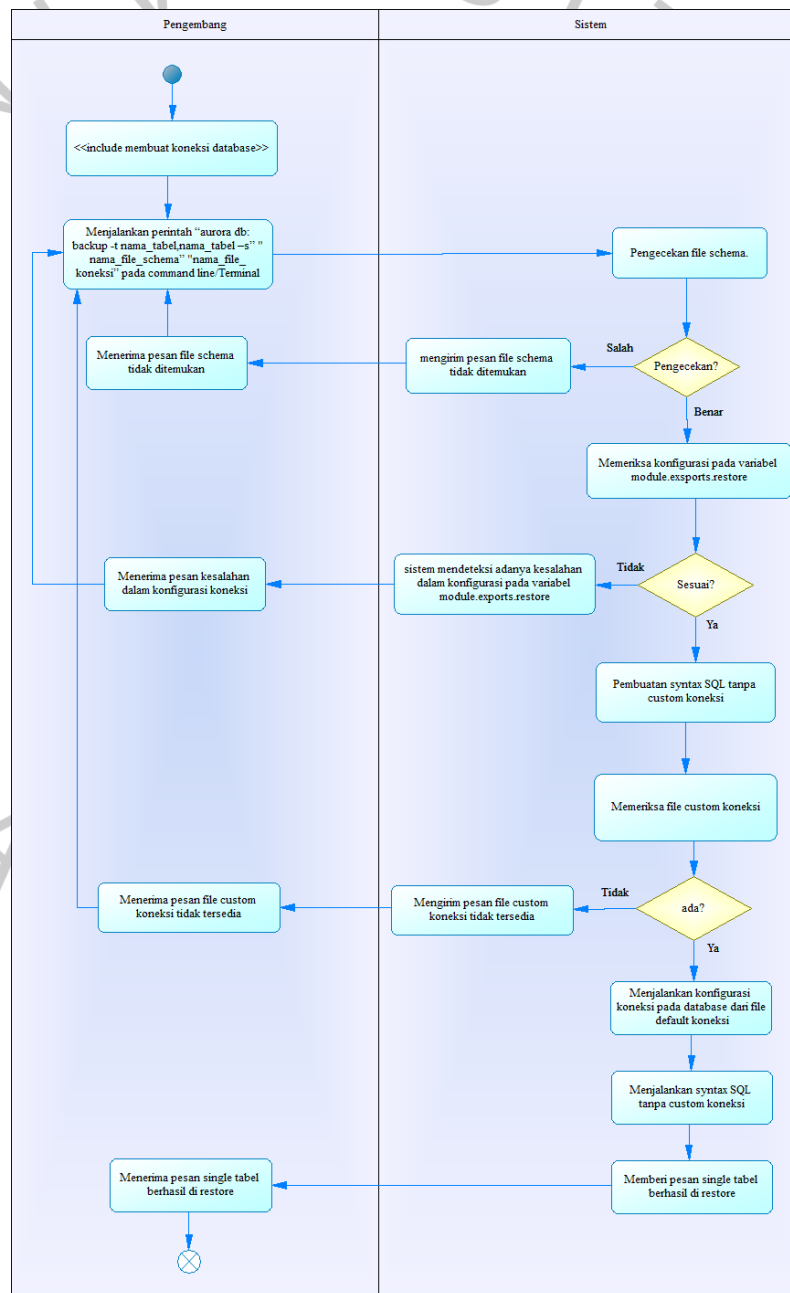 Pengembang
Sistem
<<include membuat koneksi database>>
Menjalankan perintah “aurora db:
backup -t nama_tabel,nama_tabel –s” "
nama_file_schema” "nama_file_
koneksi” pada command line/Terminal
Pengecekan file schema.
Pengecekan?
Salah
Benar
mengirim pesan file schema
tidak ditemukan
Menerima pesan file schema
tidak ditemukan
Memeriksa konfigurasi pada variabel
module.exsports.restore
Sesuai?
Tidak
Ya
sistem mendeteksi adanya kesalahan
dalam konfigurasi pada variabel
module.exports.restore
Menerima pesan kesalahan
dalam konfigurasi koneksi
Pembuatan syntax SQL tanpa
custom koneksi
Memeriksa file custom koneksi
ada?
Tidak
Ya
Mengirim pesan file custom
koneksi tidak tersedia
Menerima pesan file custom
koneksi tidak tersedia
Menjalankan konfigurasi
koneksi pada database dari file
default koneksi
Menjalankan syntax SQL
tanpa custom koneksi
Memberi pesan single tabel
berhasil di restore
Menerima pesan single tabel
berhasil di restore